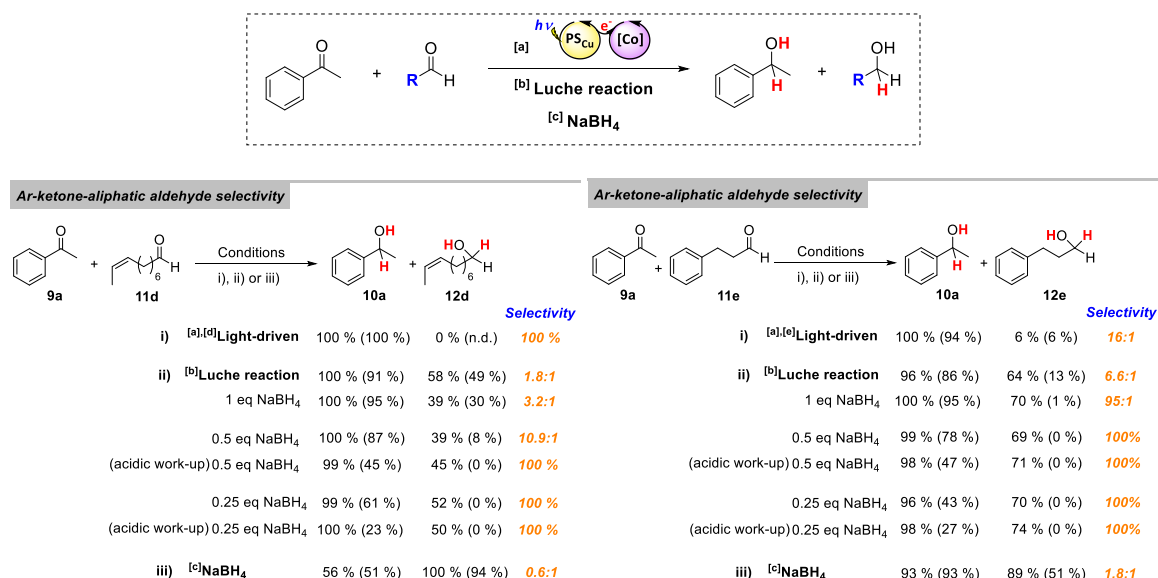 hν
e-
PSCu
[Co]
[a]
O
+
R
O
H
[b] Luche reaction
[c] NaBH4
OH
H
+
R
OH
H
H
Ar-ketone-aliphatic aldehyde selectivity
O
9a
+
O
H
6
11d
Conditions
i), ii) or iii)
OH
H
10a
+
HO
H
H
6
12d
Selectivity
i) [a],[d]Light-driven 100 % (100 %) 0 % (n.d.) 100 %
ii) [b]Luche reaction 100 % (91 %) 58 % (49 %) 1.8:1
1 eq NaBH4 100 % (95 %) 39 % (30 %) 3.2:1
0.5 eq NaBH4 100 % (87 %) 39 % (8 %) 10.9:1
(acidic work-up) 0.5 eq NaBH4 99 % (45 %) 45 % (0 %) 100 %
0.25 eq NaBH4 99 % (61 %) 52 % (0 %) 100 %
(acidic work-up) 0.25 eq NaBH4 100 % (23 %) 50 % (0 %) 100 %
iii) [c]NaBH4 56 % (51 %) 100 % (94 %) 0.6:1
Ar-ketone-aliphatic aldehyde selectivity
O
9a
+
O
H
11e
Conditions
i), ii) or iii)
OH
H
10a
+
HO
H
H
12e
Selectivity
i) [a],[e]Light-driven 100 % (94 %) 6 % (6 %) 16:1
ii) [b]Luche reaction 96 % (86 %) 64 % (13 %) 6.6:1
1 eq NaBH4 100 % (95 %) 70 % (1 %) 95:1
0.5 eq NaBH4 99 % (78 %) 69 % (0 %) 100%
(acidic work-up) 0.5 eq NaBH4 98 % (47 %) 71 % (0 %) 100%
0.25 eq NaBH4 96 % (43 %) 70 % (0 %) 100%
(acidic work-up) 0.25 eq NaBH4 98 % (27 %) 74 % (0 %) 100%
iii) [c]NaBH4 93 % (93 %) 89 % (51 %) 1.8:1